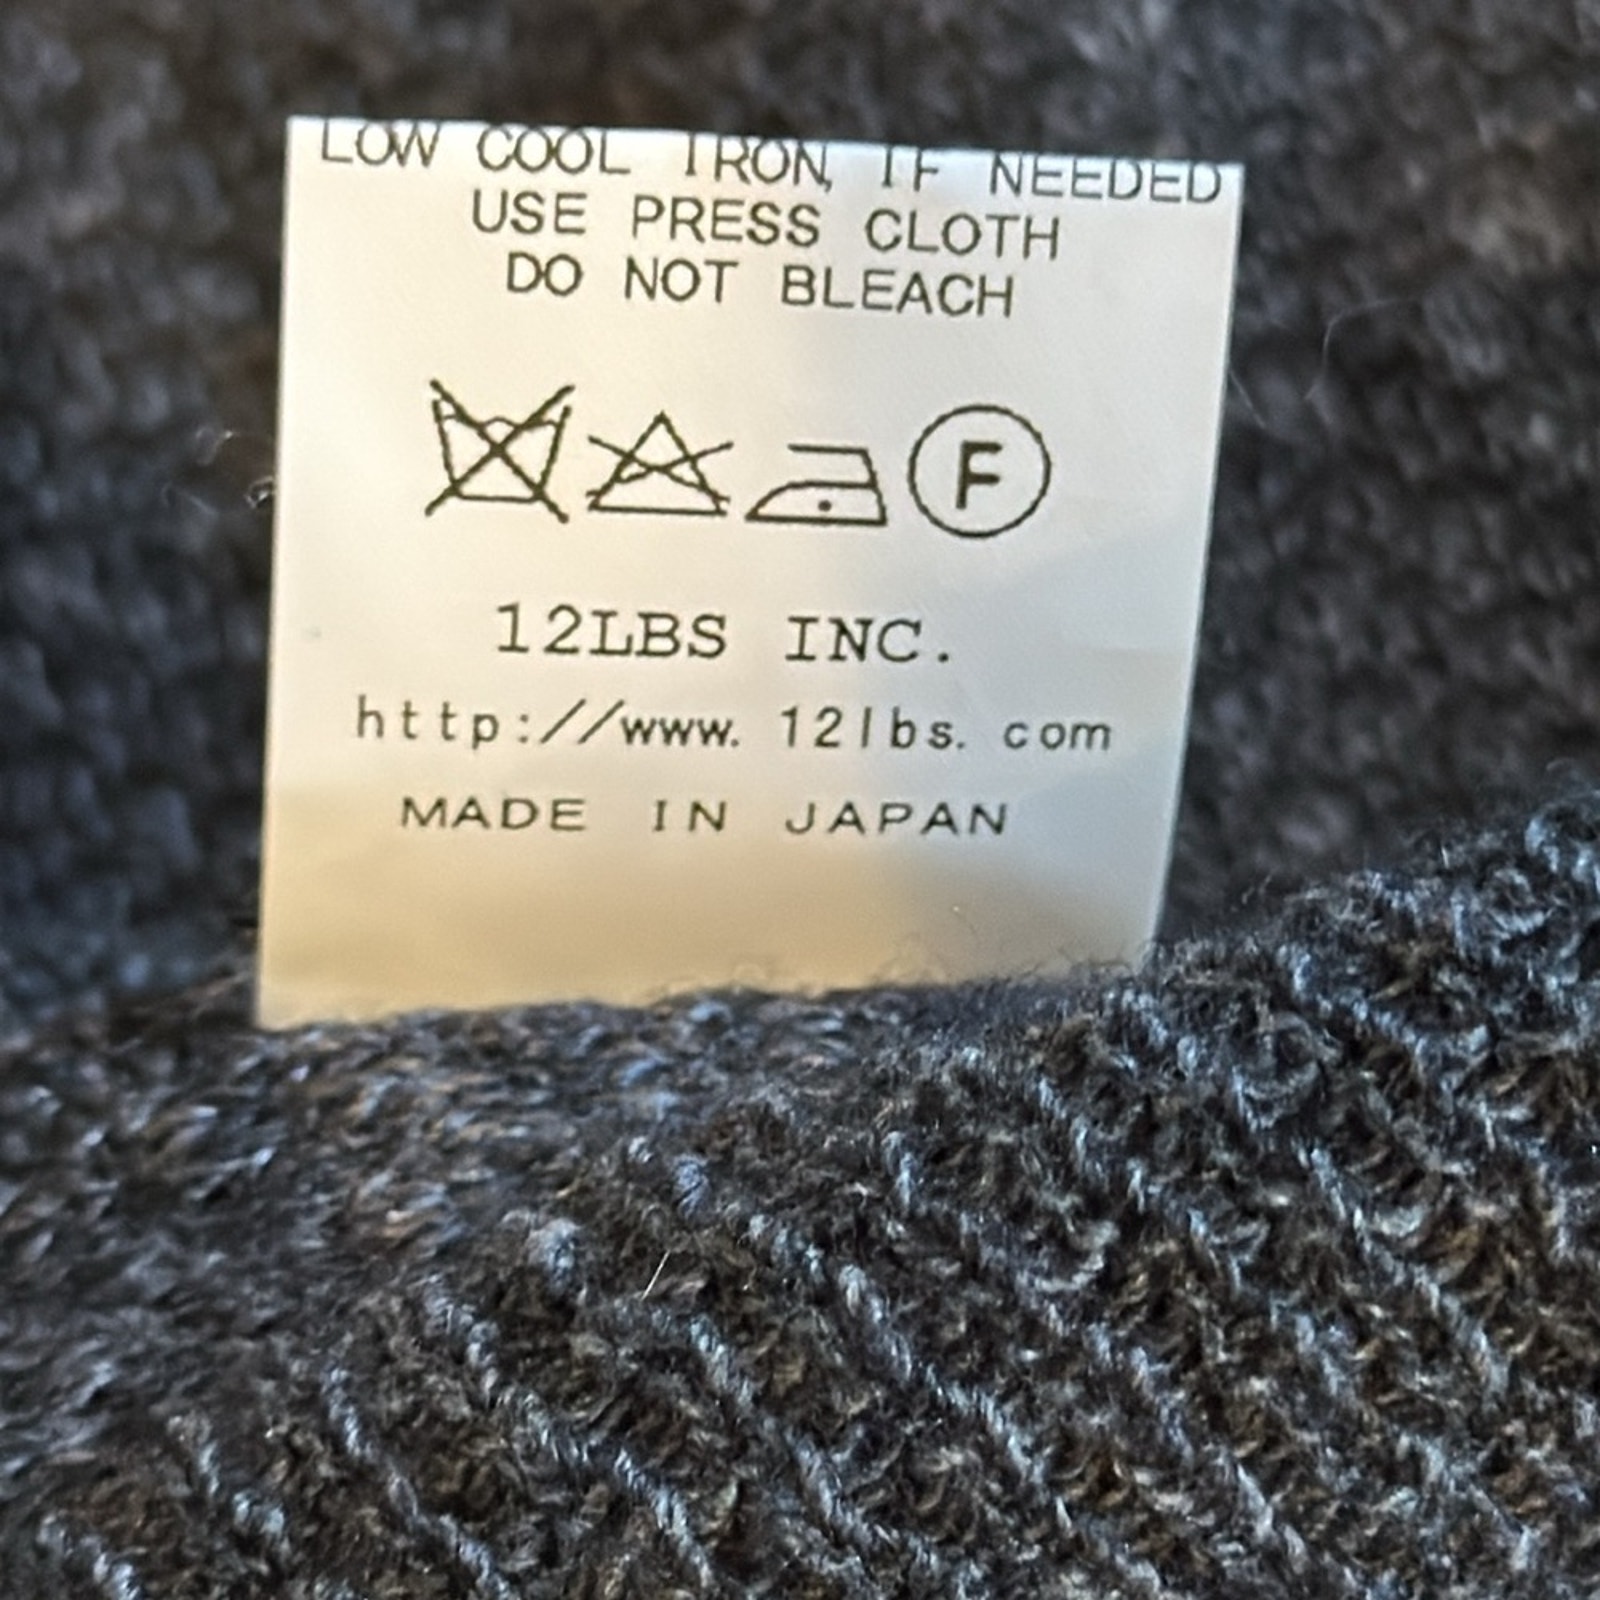 LOW COOL IRON, IF NEEDED
USE PRESS CLOTH
DO NOT BLEACH
F
12LBS INC.
http://www.12lbs.com
MADE IN JAPAN